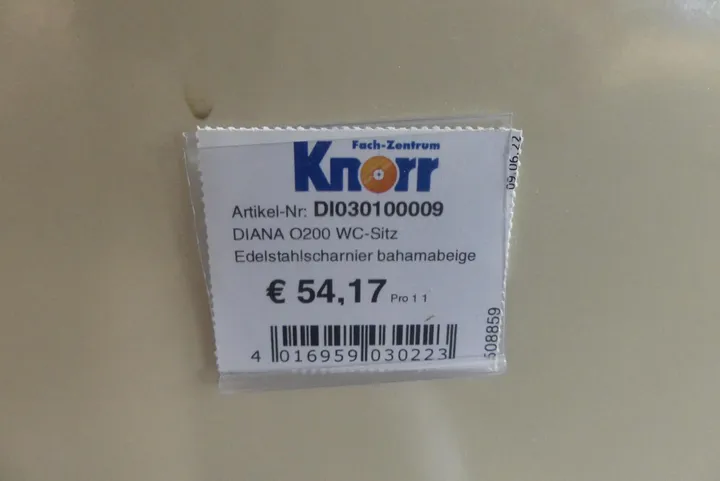 Fach-Zentrum
Knorr
Artikel-Nr: DI030100009
DIANA O200 WC-Sitz
Edelstahlscharnier bahamabeige
€ 54,17 Pro 1 1
4 016959 030223
09.06.22
508859